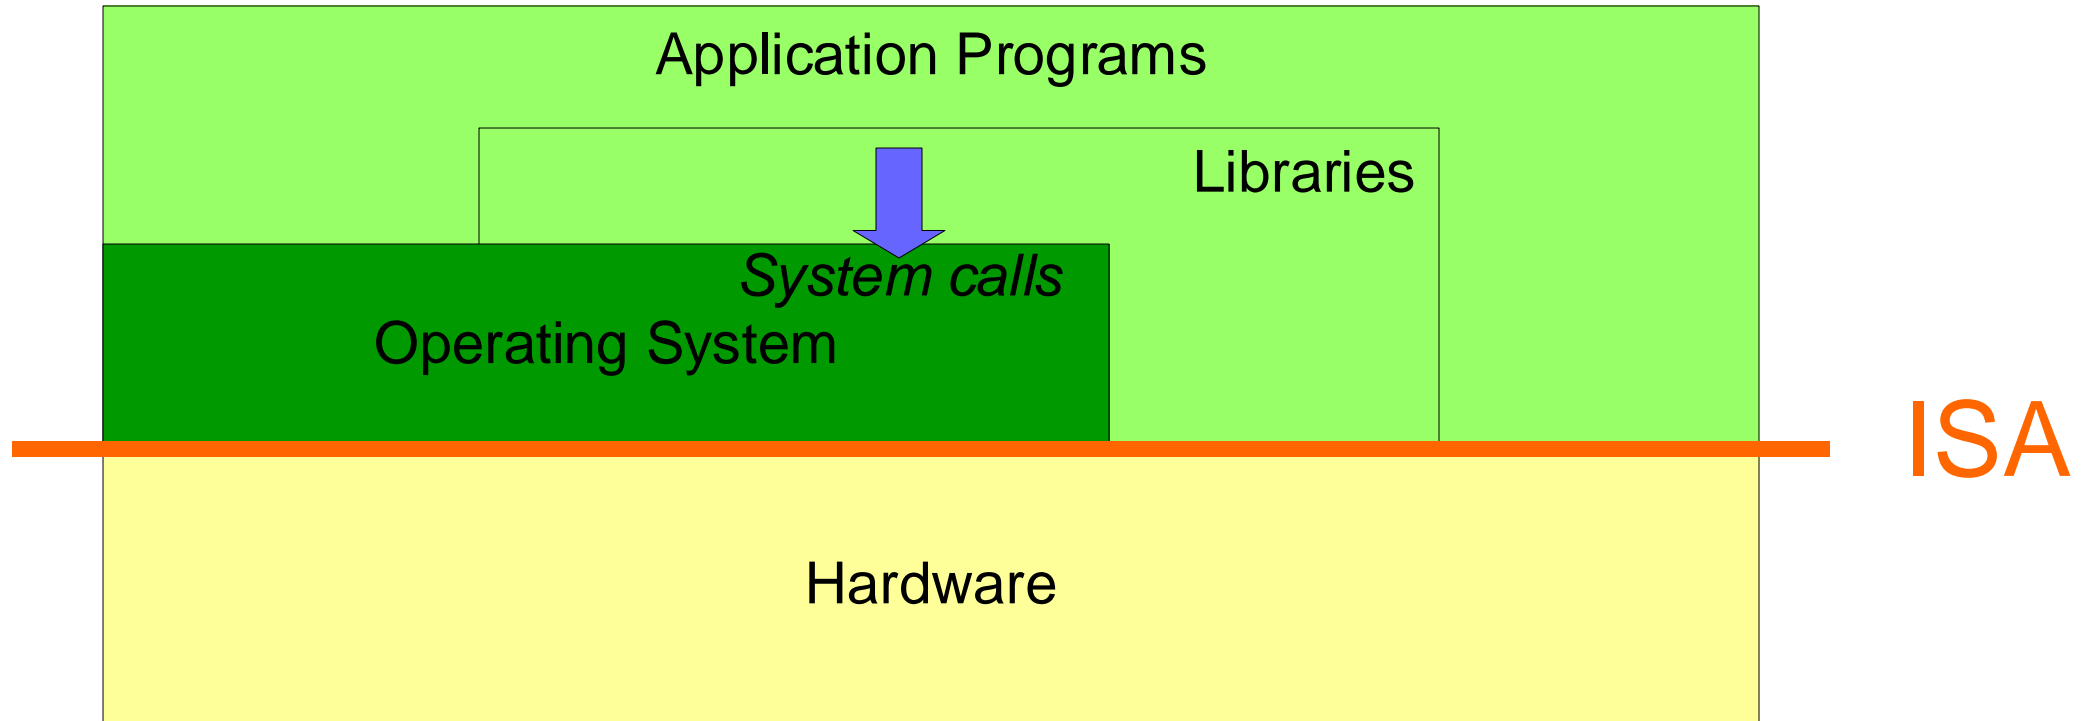 Application Programs
Libraries
System calls
Operating System
ISA
Hardware